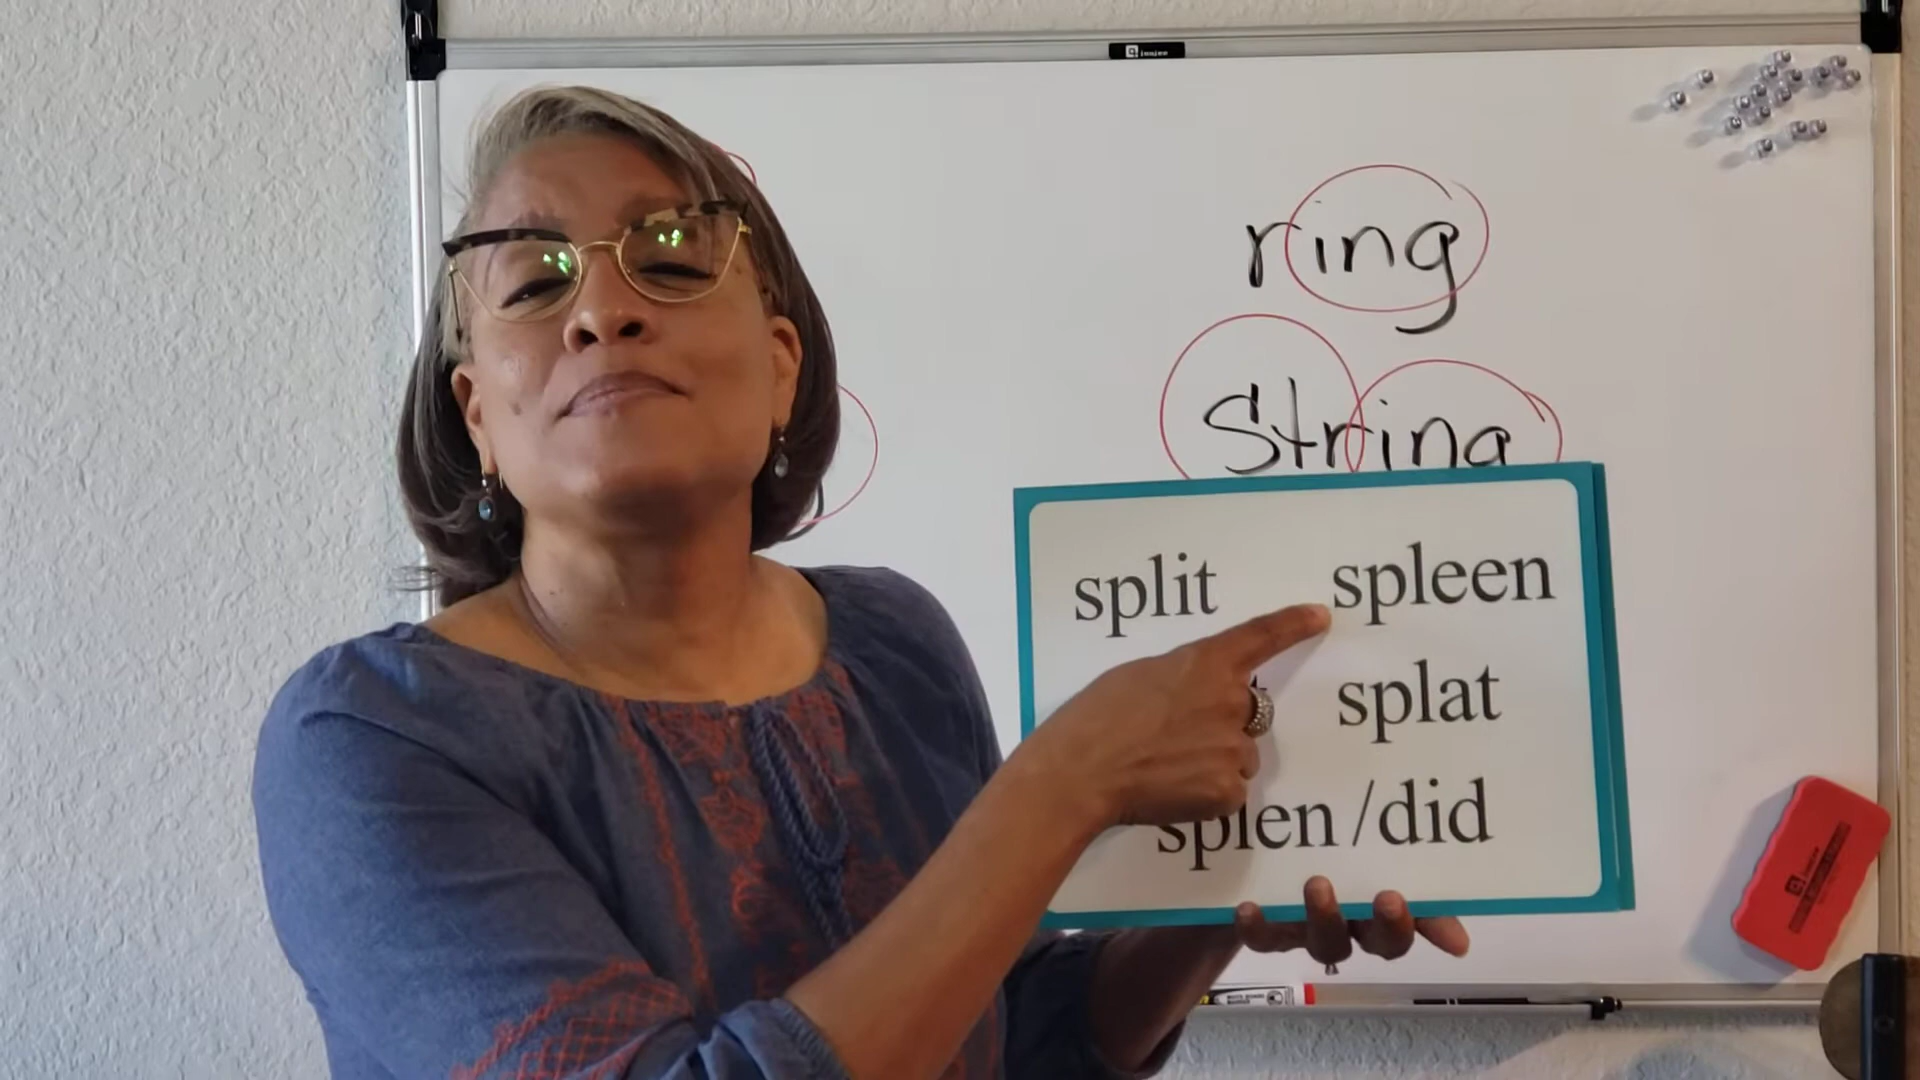 ring
String
split spleen
splat
splen/did